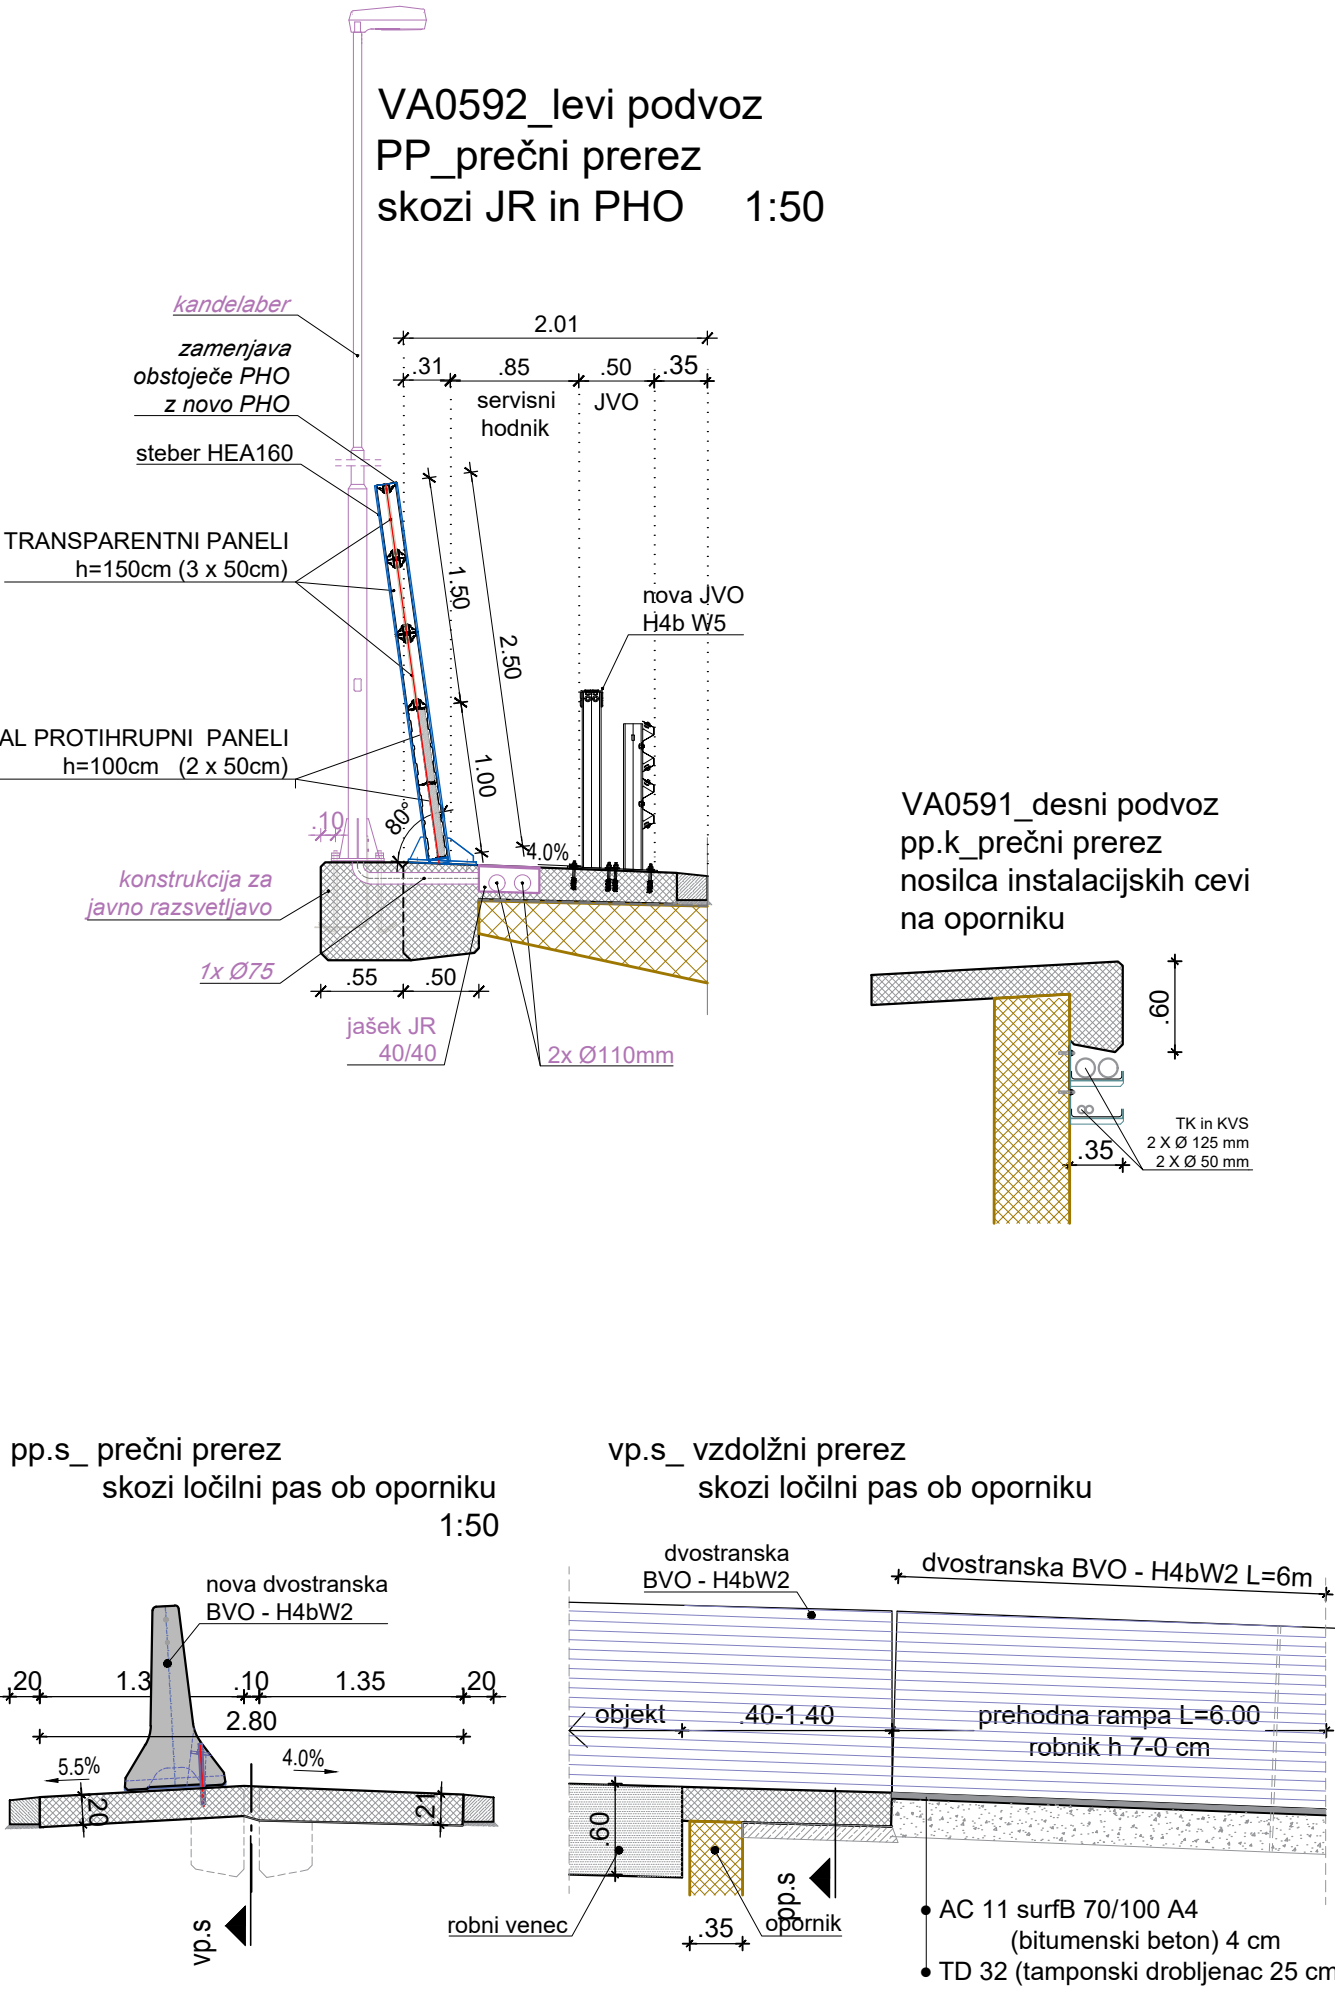 VA0592_levi podvoz
PP_prečni prerez
skozi JR in PHO 1:50
kandelaber
zamenjava
obstoječe PHO
z novo PHO
steber HEA160
TRANSPARENTNI PANELI
h=150cm (3 x 50cm)
AL PROTIHRUPNI PANELI
h=100cm (2 x 50cm)
2.01
.31 .85 .50 .35
servisni
hodnik
JVO
1.50
2.50
1.00
80°
nova JVO
H4b W5
4.0%
.10
konstrukcija za
javno razsvetljavo
1x Ø75
.55 .50
jašek JR
40/40
2x Ø110mm
VA0591_desni podvoz
pp.k_prečni prerez
nosilca instalacijskih cevi
na oporniku
.60
.35
TK in KVS
2 X Ø 125 mm
2 X Ø 50 mm
pp.s_ prečni prerez
skozi ločilni pas ob oporniku
1:50
nova dvostranska
BVO - H4bW2
.20 1.3 .10 1.35 .20
2.80
5.5%
4.0%
.20
.21
vp.s
vp.s_ vzdolžni prerez
skozi ločilni pas ob oporniku
dvostranska
BVO - H4bW2
dvostranska BVO - H4bW2 L=6m
objekt
.40-1.40
prehodna rampa L=6.00
robnik h 7-0 cm
.60
pp.s
robni venec
.35
opornik
AC 11 surfB 70/100 A4
(bitumenski beton) 4 cm
TD 32 (tamponski drobljenac 25 cm